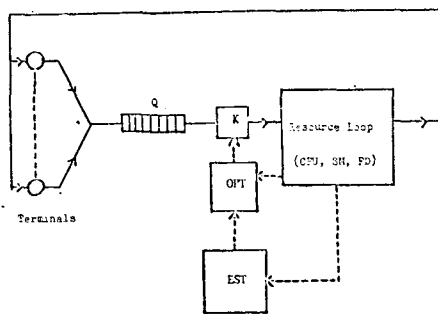 Q
K
Resource Loop
(CPU, SM, FD)
OPT
Terminals
EST